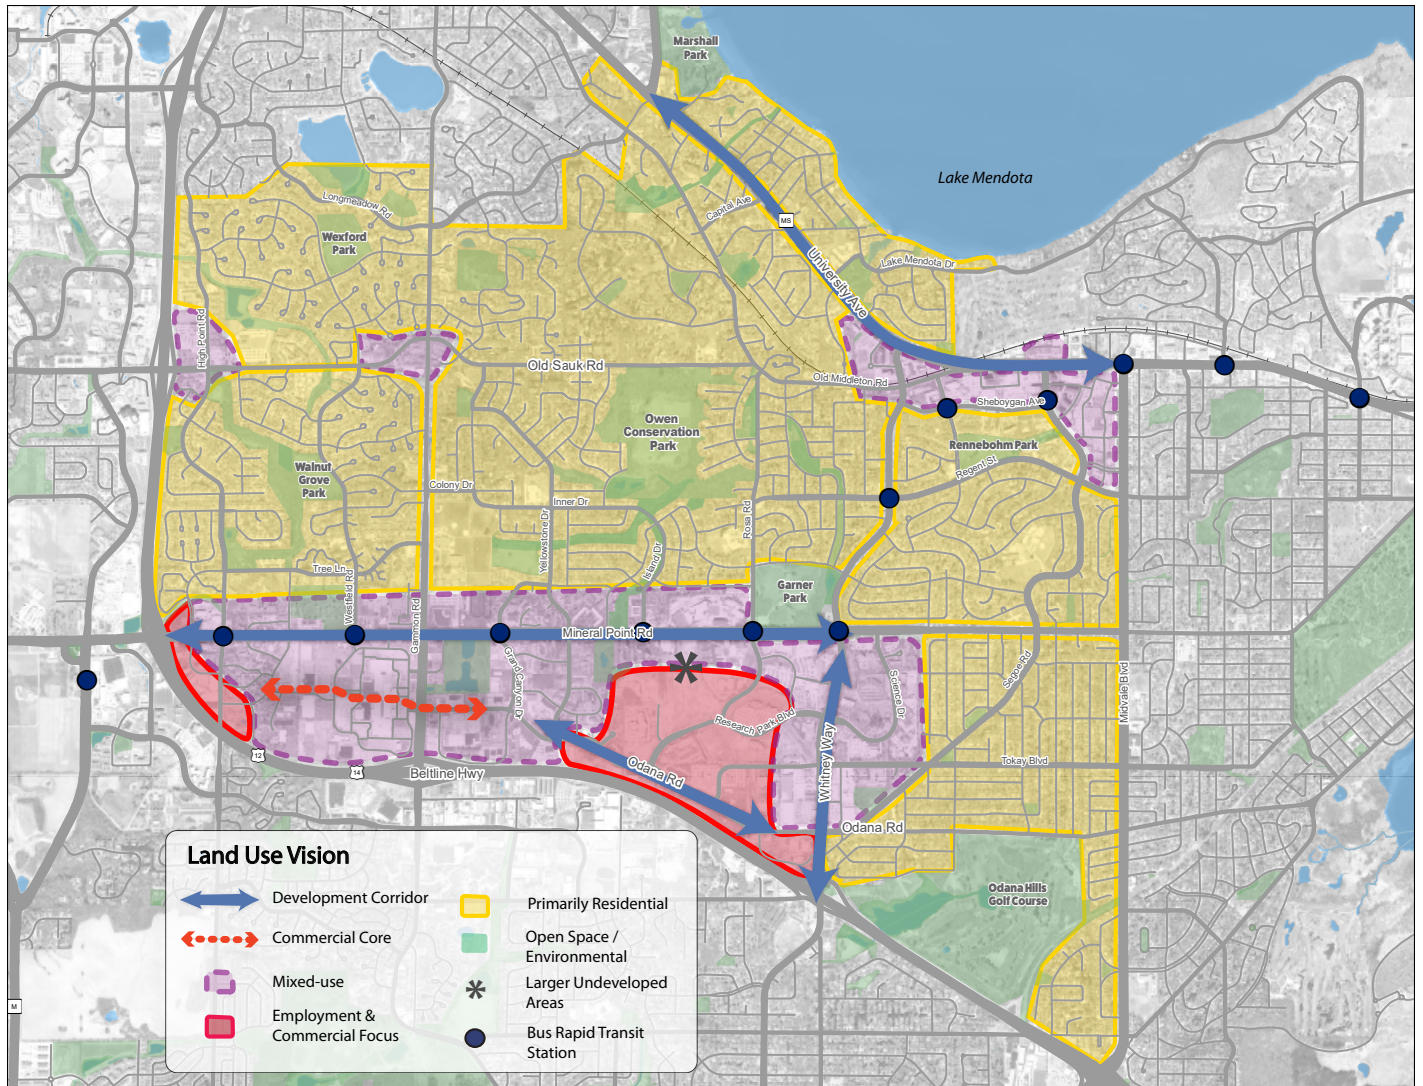 Marshall
Park
Lake Mendota
Longmeadow Rd
Capital Ave
MS
Wexford
Park
University Ave
Lake Mendota Dr
High Point Rd
Old Sauk Rd
Old Middleton Rd
Sheboygan Ave
Owen
Conservation
Park
Rennebohm Park
Regent St
Walnut
Grove
Park
Colony Dr
Inner Dr
Rosa Rd
Yellowstone Dr
Island Dr
Tree Ln
Westfield Rd
Gammon Rd
Garner
Park
Mineral Point Rd
Grand Canyon Dr
Segoe Rd
Science Dr
Midvale Blvd
Research Park Blvd
Whitney Way
12
14
Beltline Hwy
Odana Rd
Tokay Blvd
Odana Rd
Odana Hills
Golf Course
M
Land Use Vision
Development Corridor
Commercial Core
Mixed-use
Employment &
Commercial Focus
Primarily Residential
Open Space /
Environmental
Larger Undeveloped
Areas
Bus Rapid Transit
Station